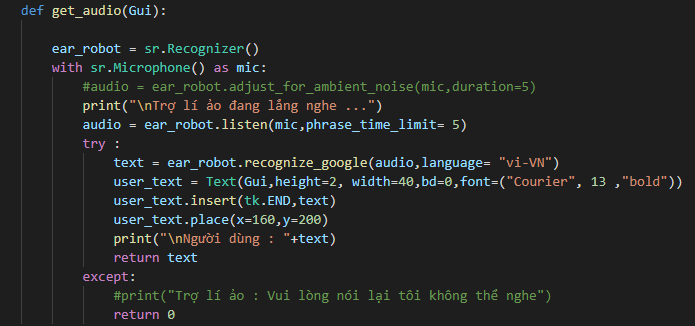 def get_audio(Gui):
ear_robot = sr.Recognizer()
with sr.Microphone() as mic:
#audio = ear_robot.adjust_for_ambient_noise(mic,duration=5)
print("\nTrợ lí ảo đang lắng nghe ...")
audio = ear_robot.listen(mic,phrase_time_limit= 5)
try :
text = ear_robot.recognize_google(audio,language= "vi-VN")
user_text = Text(Gui,height=2, width=40,bd=0,font=("Courier", 13 ,"bold"))
user_text.insert(tk.END,text)
user_text.place(x=160,y=200)
print("\nNgười dùng : "+text)
return text
except:
#print("Trợ lí ảo : Vui lòng nói lại tôi không thể nghe")
return 0